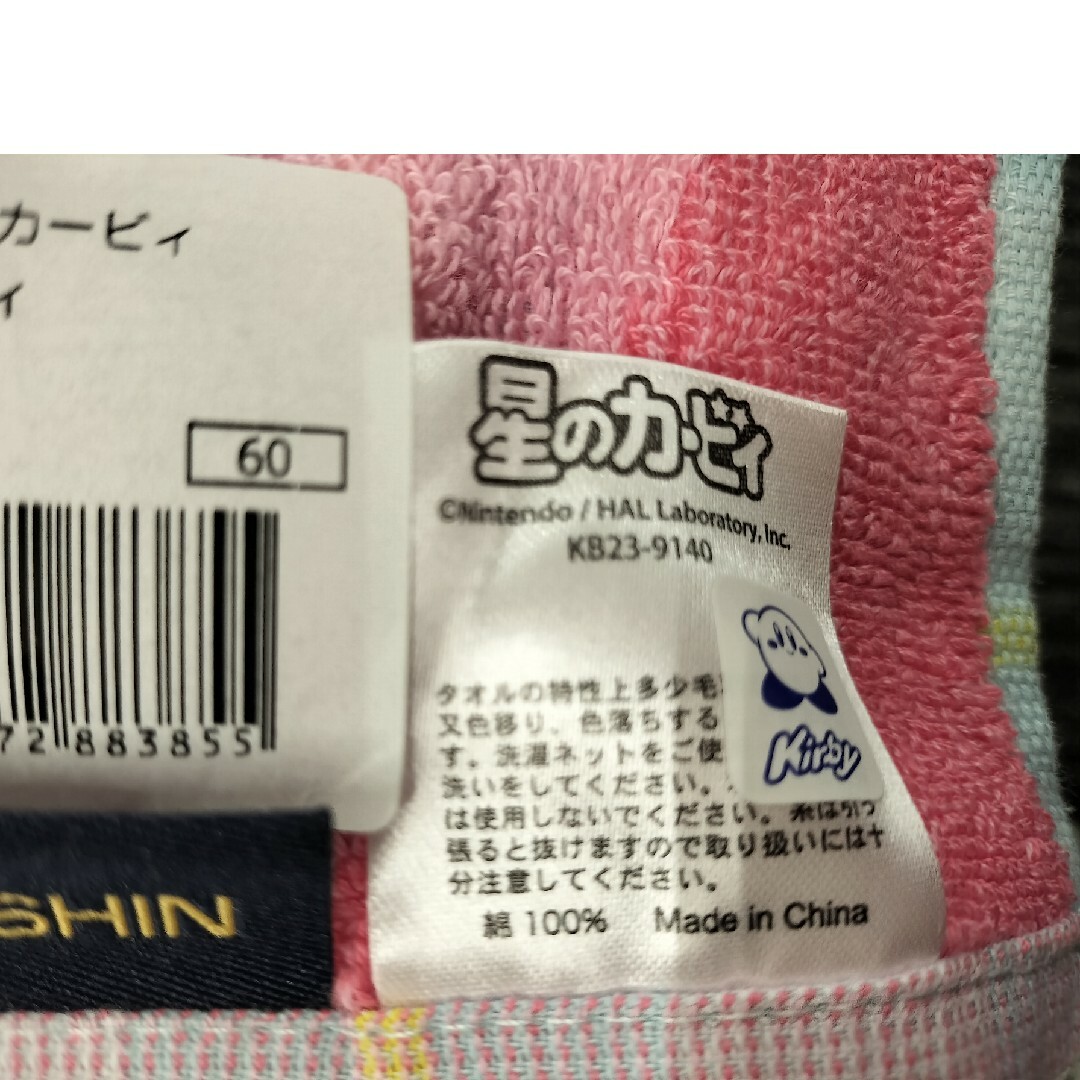 カービィ
ィ
60
72883855
SHIN
星のカービィ
©Nintendo / HAL Laboratory, Inc.
KB23-9140
Kirby
タオルの特性上多少毛
又色移り、色落ちする
す。洗濯ネットをご使
洗いをしてください。
は使用しないでください。糸は引っ
張ると抜けますので取り扱いには十
分注意してください。
綿 100% Made in China